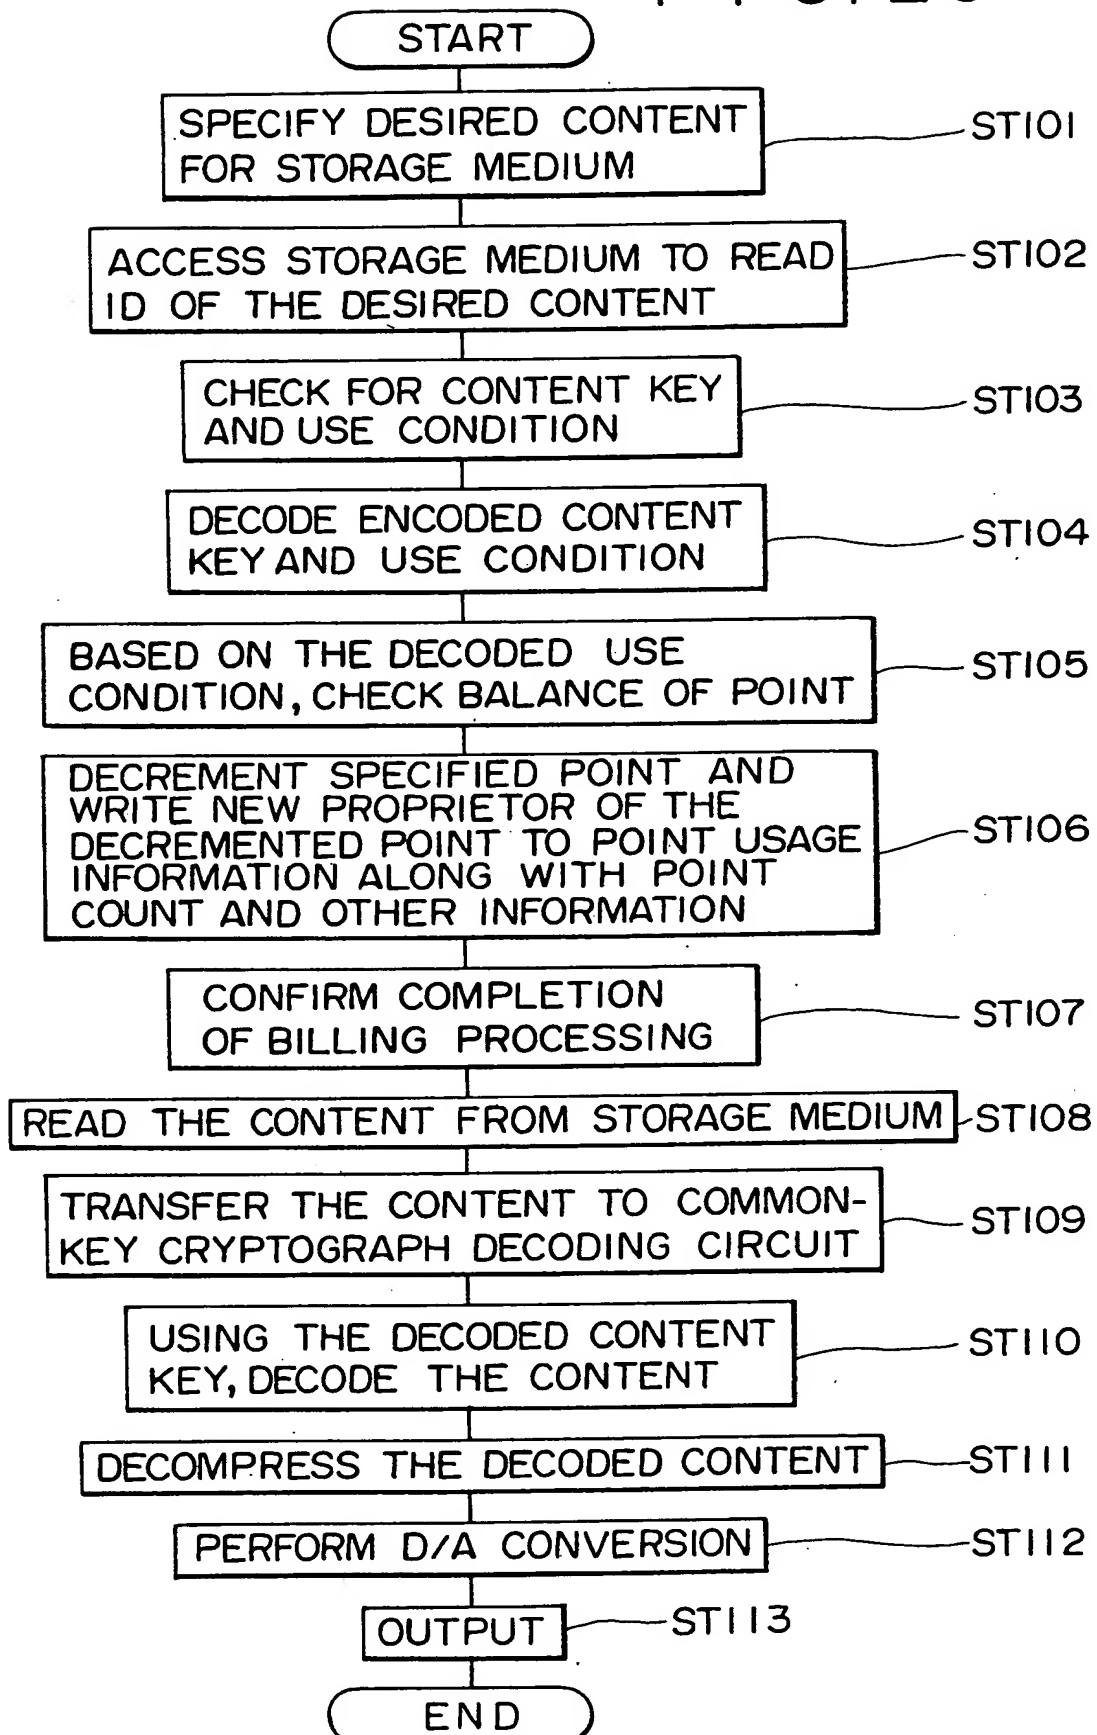 START
SPECIFY DESIRED CONTENT
FOR STORAGE MEDIUM
ST101
ACCESS STORAGE MEDIUM TO READ
ID OF THE DESIRED CONTENT
ST102
CHECK FOR CONTENT KEY
AND USE CONDITION
ST103
DECODE ENCODED CONTENT
KEY AND USE CONDITION
ST104
BASED ON THE DECODED USE
CONDITION, CHECK BALANCE OF POINT
ST105
DECREMENT SPECIFIED POINT AND
WRITE NEW PROPRIETOR OF THE
DECREMENTED POINT TO POINT USAGE
INFORMATION ALONG WITH POINT
COUNT AND OTHER INFORMATION
ST106
CONFIRM COMPLETION
OF BILLING PROCESSING
ST107
READ THE CONTENT FROM STORAGE MEDIUM
ST108
TRANSFER THE CONTENT TO COMMON-
KEY CRYPTOGRAPH DECODING CIRCUIT
ST109
USING THE DECODED CONTENT
KEY, DECODE THE CONTENT
ST110
DECOMPRESS THE DECODED CONTENT
ST111
PERFORM D/A CONVERSION
ST112
OUTPUT
ST113
END